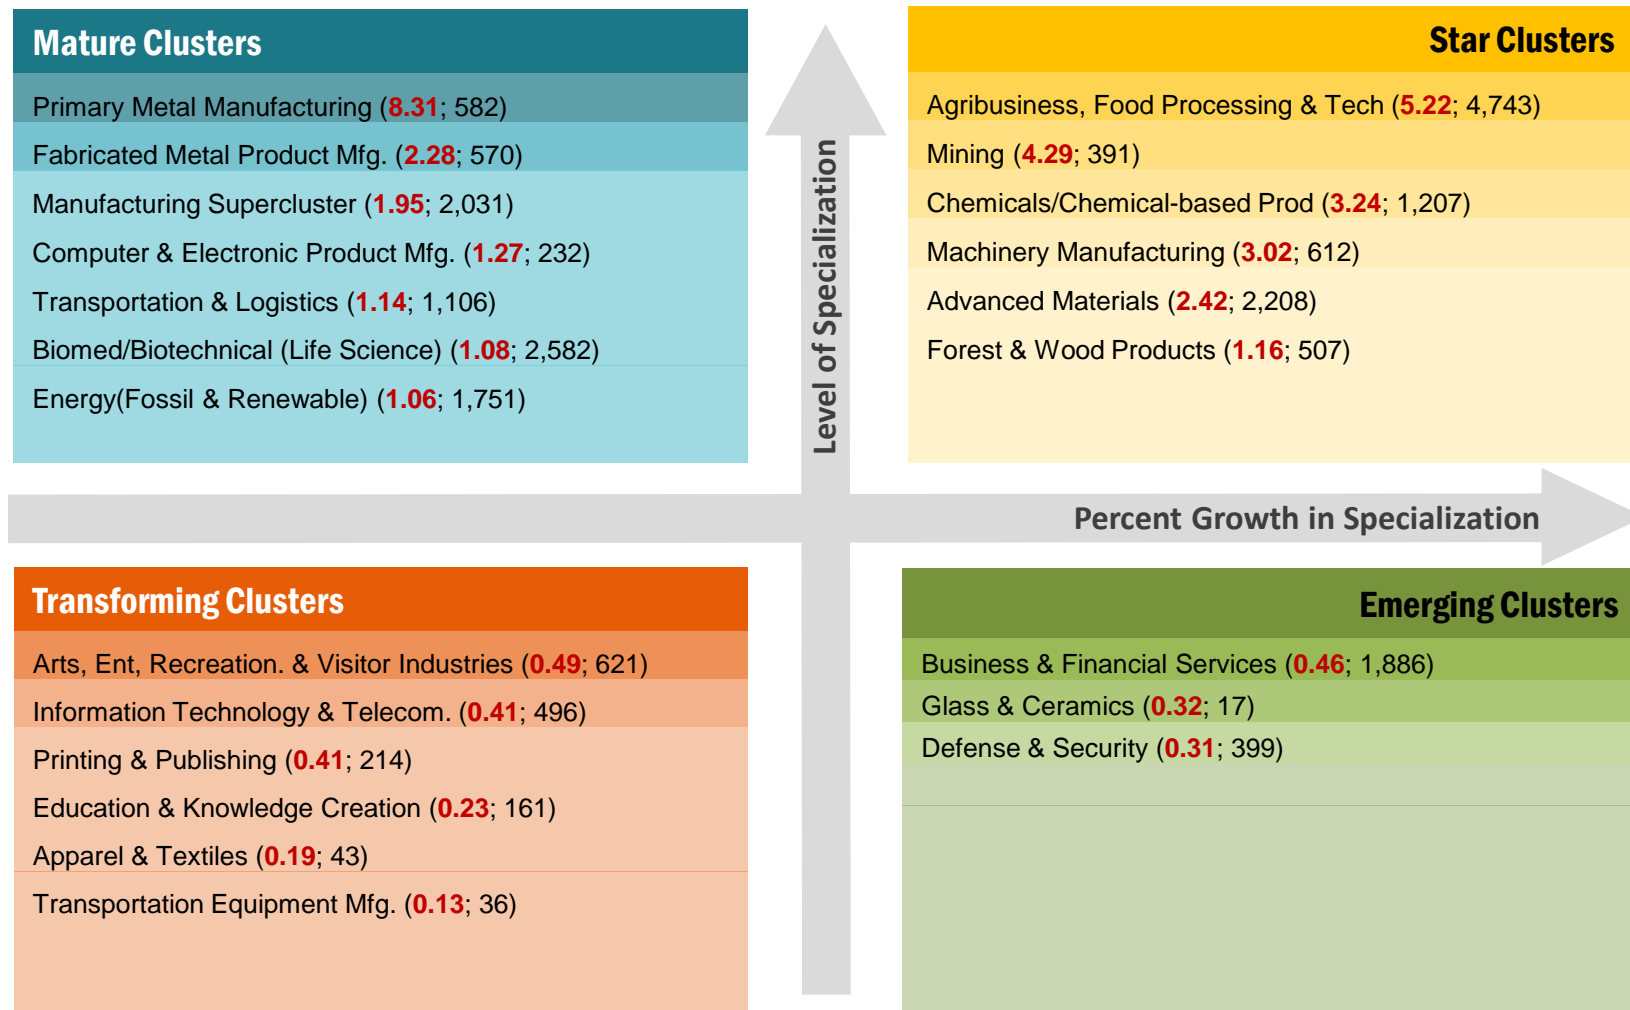 Mature Clusters
Primary Metal Manufacturing (8.31; 582)
Fabricated Metal Product Mfg. (2.28; 570)
Manufacturing Supercluster (1.95; 2,031)
Computer & Electronic Product Mfg. (1.27; 232)
Transportation & Logistics (1.14; 1,106)
Biomed/Biotechnical (Life Science) (1.08; 2,582)
Energy(Fossil & Renewable) (1.06; 1,751)
Level of Specialization
Star Clusters
Agribusiness, Food Processing & Tech (5.22; 4,743)
Mining (4.29; 391)
Chemicals/Chemical-based Prod (3.24; 1,207)
Machinery Manufacturing (3.02; 612)
Advanced Materials (2.42; 2,208)
Forest & Wood Products (1.16; 507)
Percent Growth in Specialization
Transforming Clusters
Arts, Ent, Recreation. & Visitor Industries (0.49; 621)
Information Technology & Telecom. (0.41; 496)
Printing & Publishing (0.41; 214)
Education & Knowledge Creation (0.23; 161)
Apparel & Textiles (0.19; 43)
Transportation Equipment Mfg. (0.13; 36)
Emerging Clusters
Business & Financial Services (0.46; 1,886)
Glass & Ceramics (0.32; 17)
Defense & Security (0.31; 399)